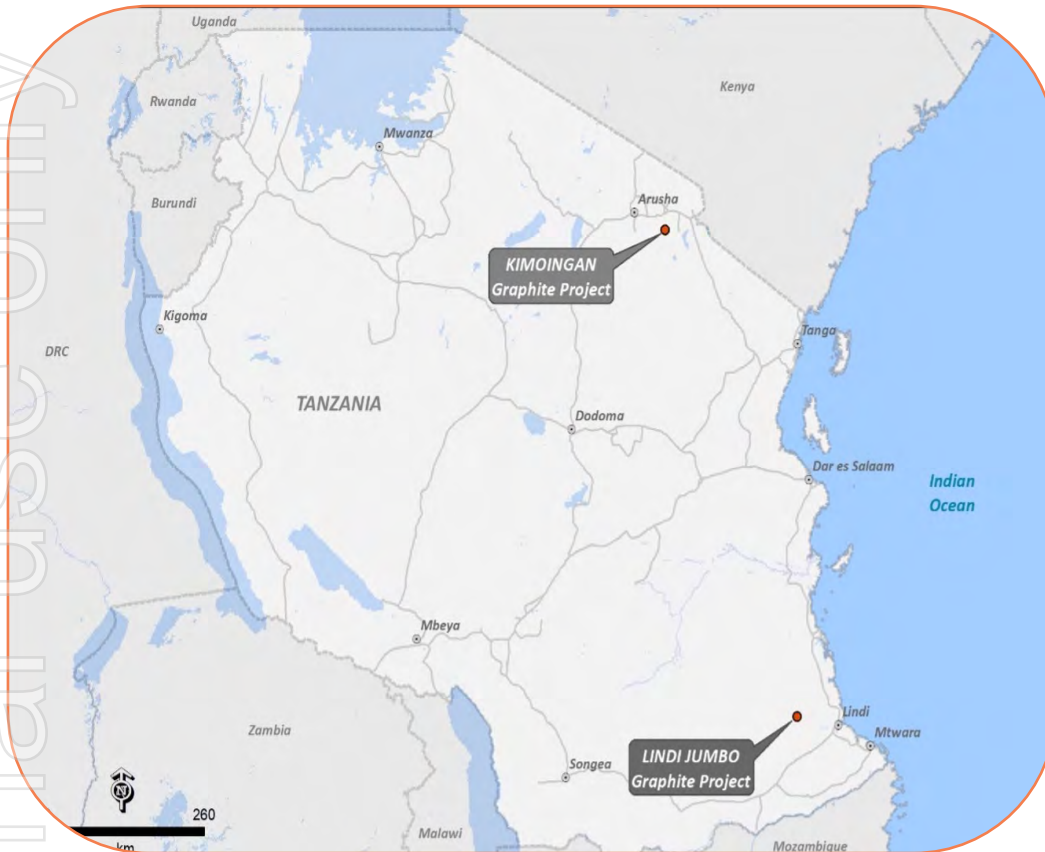 Uganda
Rwanda
Kenya
Mwanza
Arusha
Burundi
KIMOINGAN
Graphite Project
Kigoma
Tanga
DRC
TANZANIA
Dodoma
Dar es Salaam
Indian
Ocean
Mbeya
Lindi
Mtwara
Zambia
LINDI JUMBO
Graphite Project
Songea
N
260
km
Malawi
Mozambique